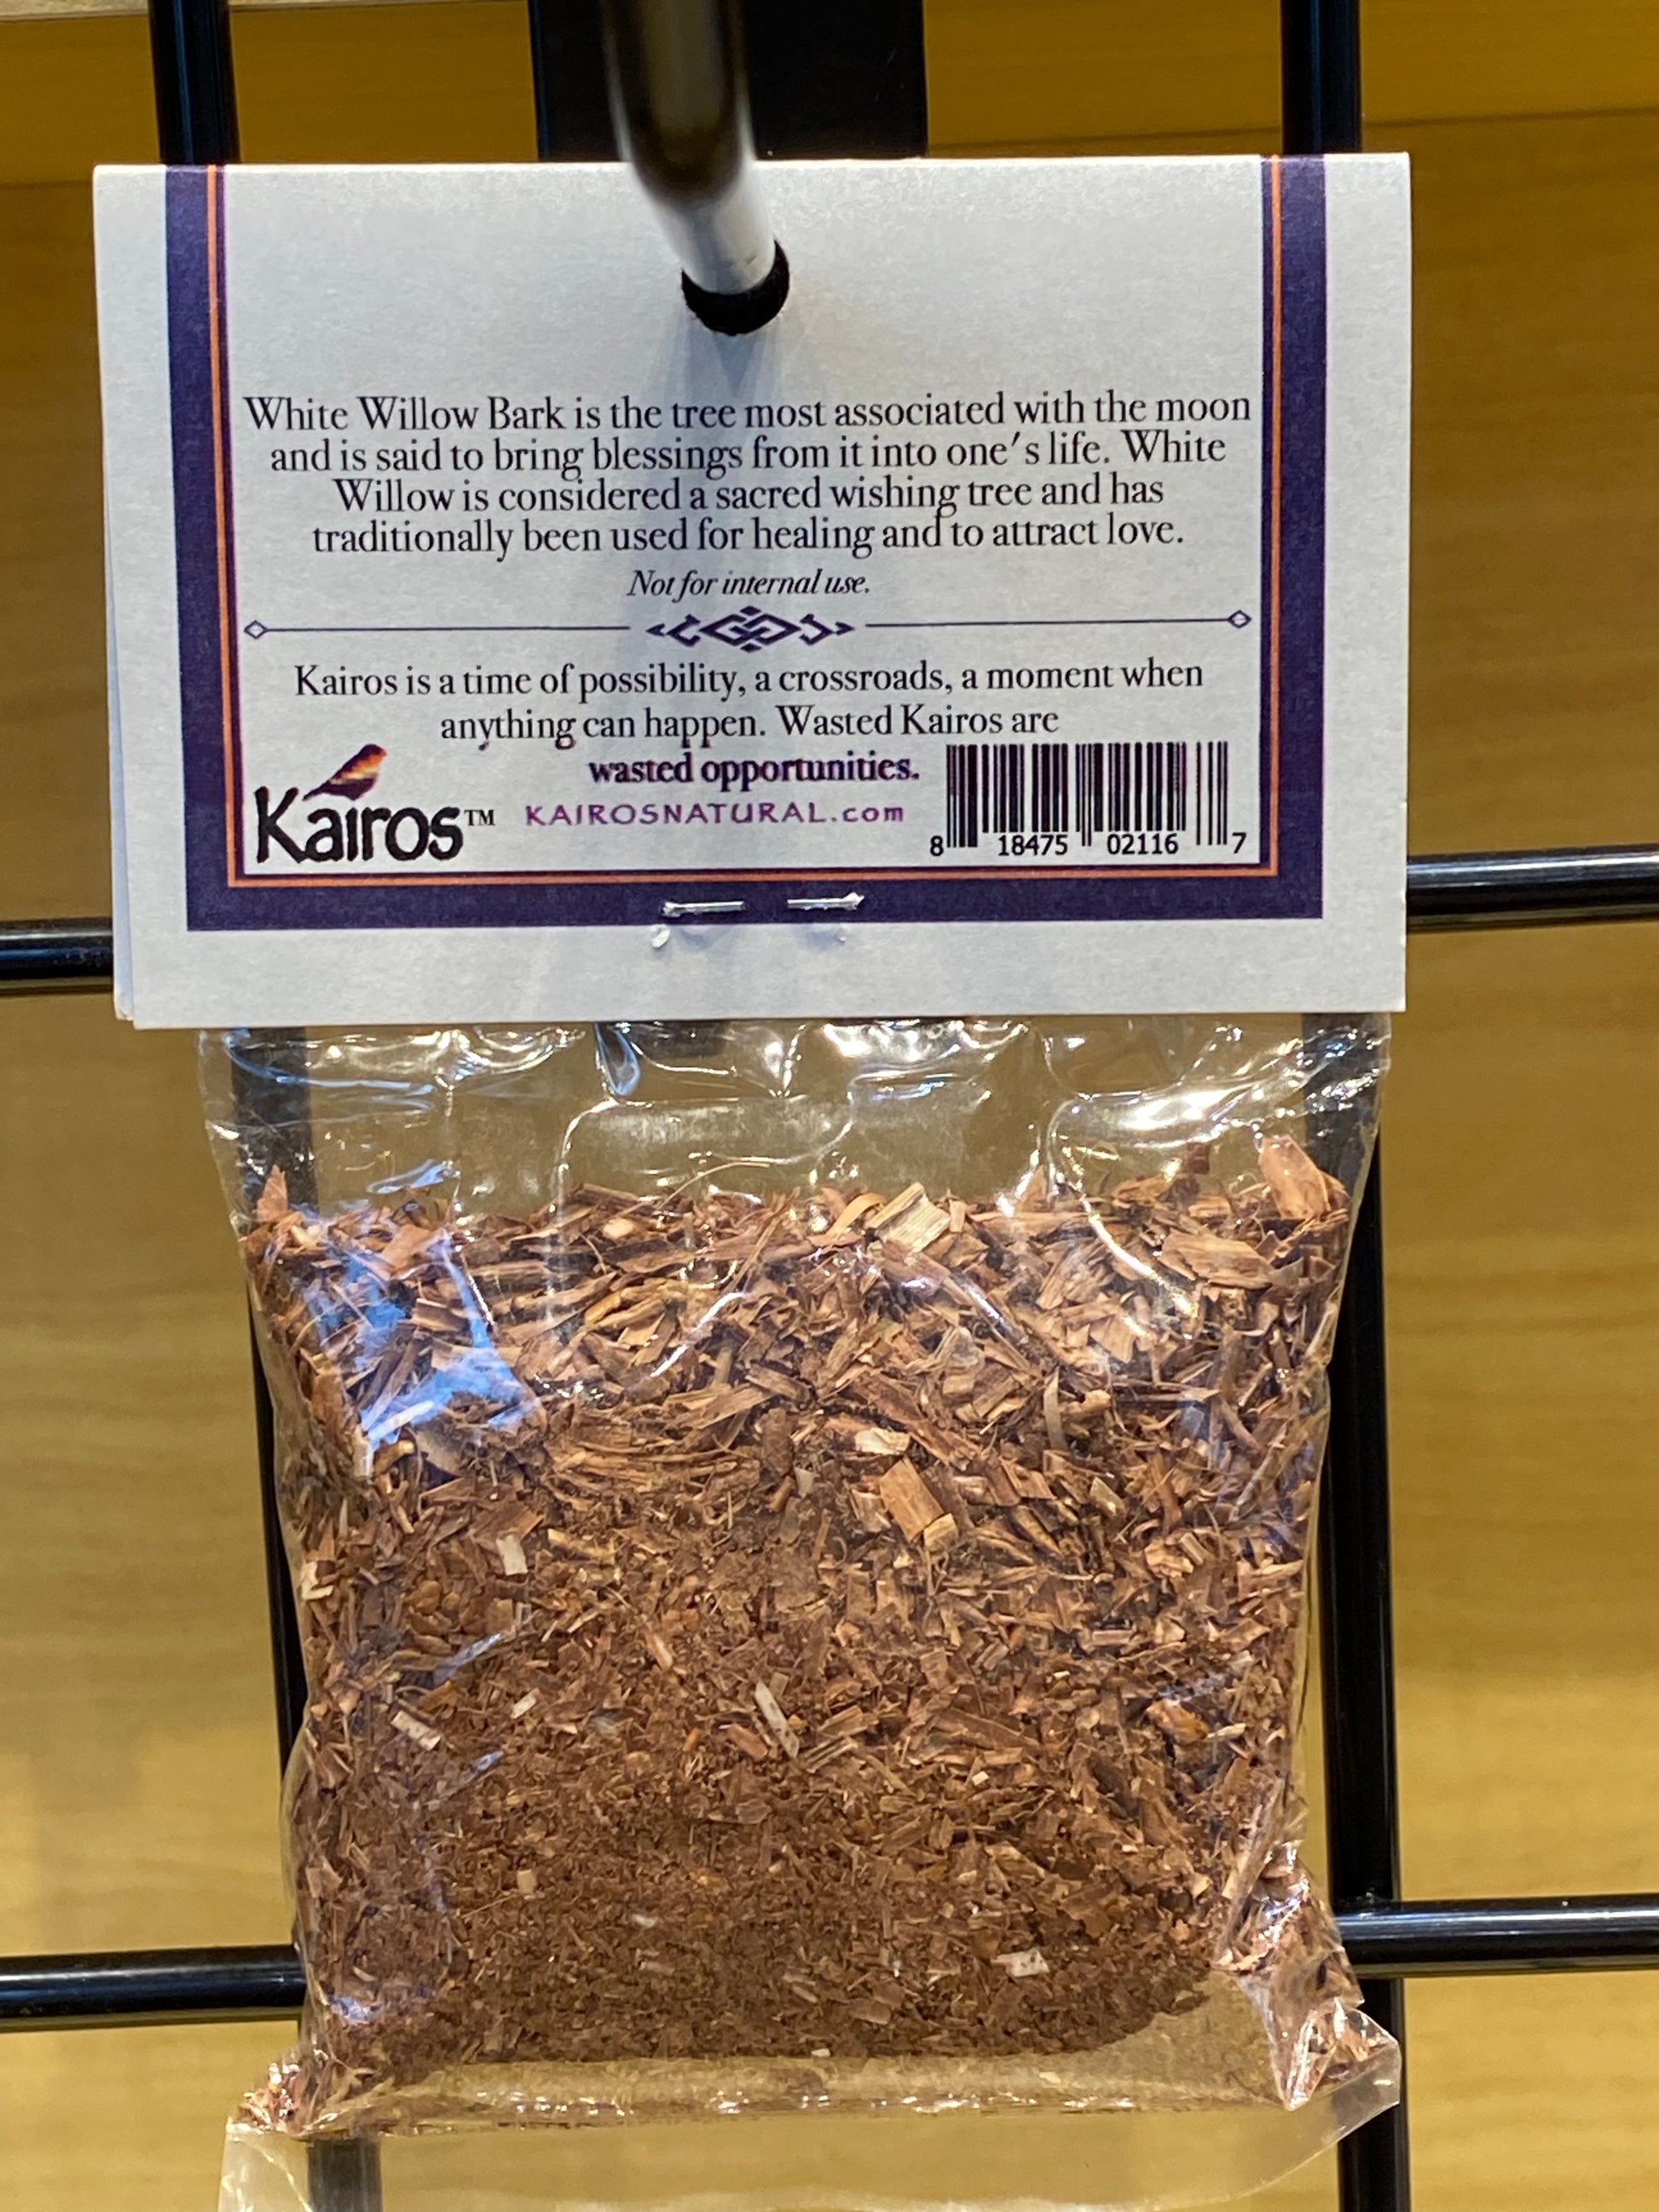 White Willow Bark is the tree most associated with the moon
and is said to bring blessings from it into one's life. White
Willow is considered a sacred wishing tree and has
traditionally been used for healing and to attract love.
Not for internal use.
Kairos is a time of possibility, a crossroads, a moment when
anything can happen. Wasted Kairos are
wasted opportunities.
Kairos™ KAIROSNATURAL.com
8 18475 02116 7